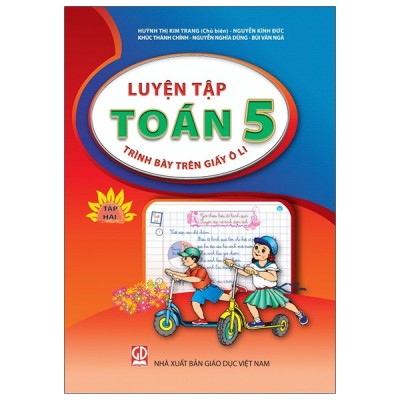 HUỲNH THỊ KIM TRANG (Chủ biên) - NGUYỄN KÍNH ĐỨC
KHÚC THÀNH CHÍNH - NGUYỄN NGHĨA DŨNG - BÙI VĂN NGÀ
LUYỆN TẬP
TOÁN 5
TRÌNH BÀY TRÊN GIẤY Ô LI
TẬP
HAI
NHÀ XUẤT BẢN GIÁO DỤC VIỆT NAM